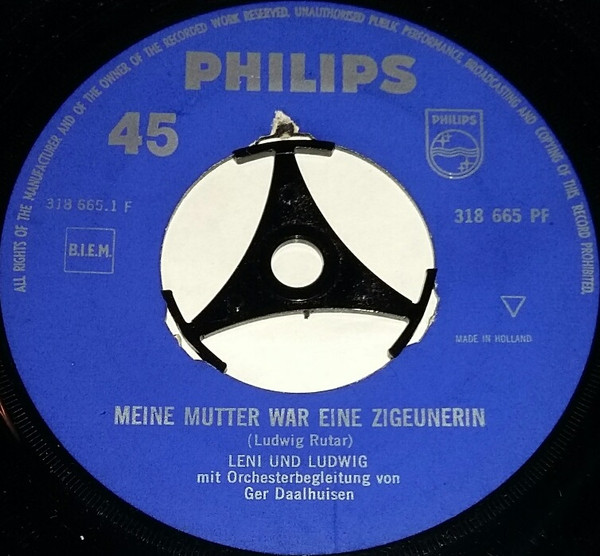 ALL RIGHTS OF THE MANUFACTURER AND OF THE OWNER OF THE RECORDED WORK RESERVED. UNAUTHORISED PUBLIC PERFORMANCE, BROADCASTING AND COPYING OF THIS RECORD PROHIBITED.
PHILIPS
45
PHILIPS
318 665.1 F
318 665 PF
B.I.E.M.
MADE IN HOLLAND
MEINE MUTTER WAR EINE ZIGEUNERIN
(Ludwig Rutar)
LENI UND LUDWIG
mit Orchesterbegleitung von
Ger Daalhuisen